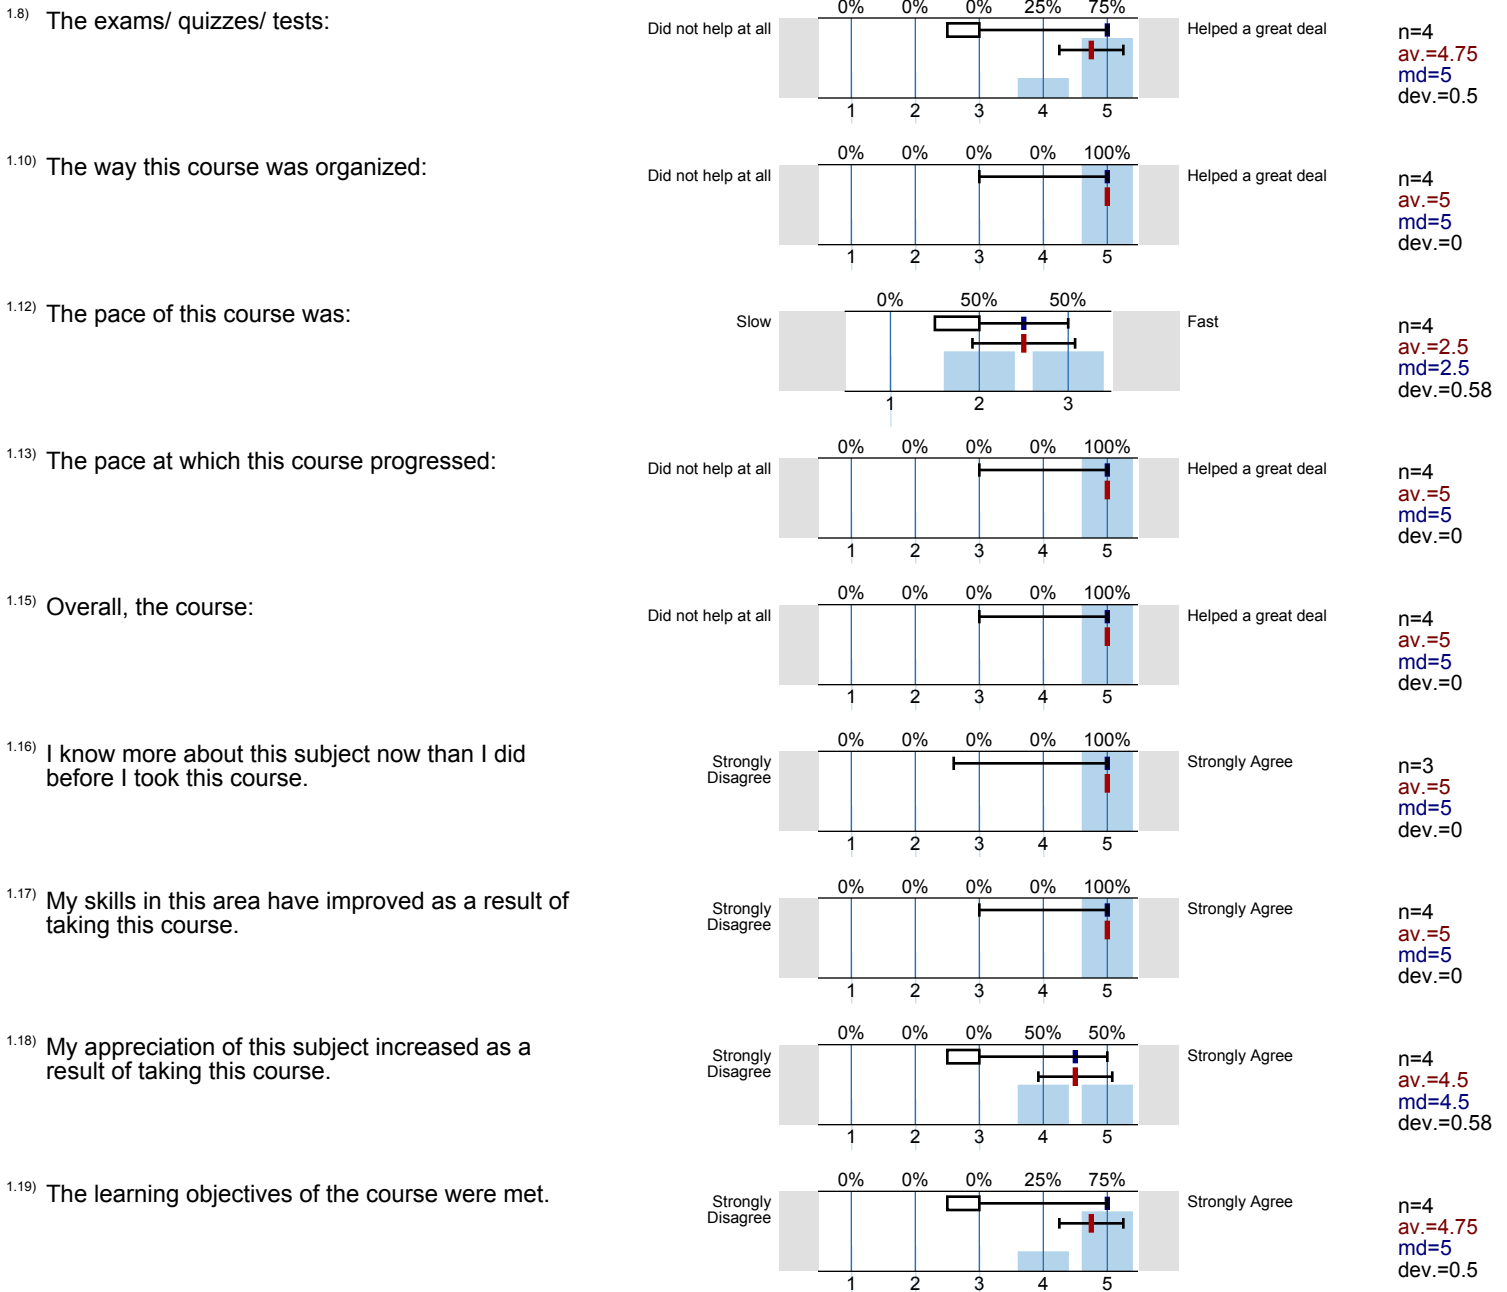 0% 0% 0% 25% 75%
1.8) The exams/ quizzes/ tests: Did not help at all Helped a great deal n=4
av.=4.75
md=5
dev.=0.5
1 2 3 4 5
0% 0% 0% 0% 100%
1.10) The way this course was organized: Did not help at all Helped a great deal n=4
av.=5
md=5
dev.=0
1 2 3 4 5
0% 50% 50%
1.12) The pace of this course was: Slow Fast n=4
av.=2.5
md=2.5
dev.=0.58
1 2 3
0% 0% 0% 0% 100%
1.13) The pace at which this course progressed: Did not help at all Helped a great deal n=4
av.=5
md=5
dev.=0
1 2 3 4 5
0% 0% 0% 0% 100%
1.15) Overall, the course: Did not help at all Helped a great deal n=4
av.=5
md=5
dev.=0
1 2 3 4 5
0% 0% 0% 0% 100%
1.16) I know more about this subject now than I did Strongly Strongly Agree n=3
before I took this course. Disagree av.=5
md=5
dev.=0
1 2 3 4 5
0% 0% 0% 0% 100%
1.17) My skills in this area have improved as a result of Strongly Strongly Agree n=4
taking this course. Disagree av.=5
md=5
dev.=0
1 2 3 4 5
0% 0% 0% 50% 50%
1.18) My appreciation of this subject increased as a Strongly Strongly Agree n=4
result of taking this course. Disagree av.=4.5
md=4.5
dev.=0.58
1 2 3 4 5
0% 0% 0% 25% 75%
1.19) The learning objectives of the course were met. Strongly Strongly Agree n=4
Disagree av.=4.75
md=5
dev.=0.5
1 2 3 4 5